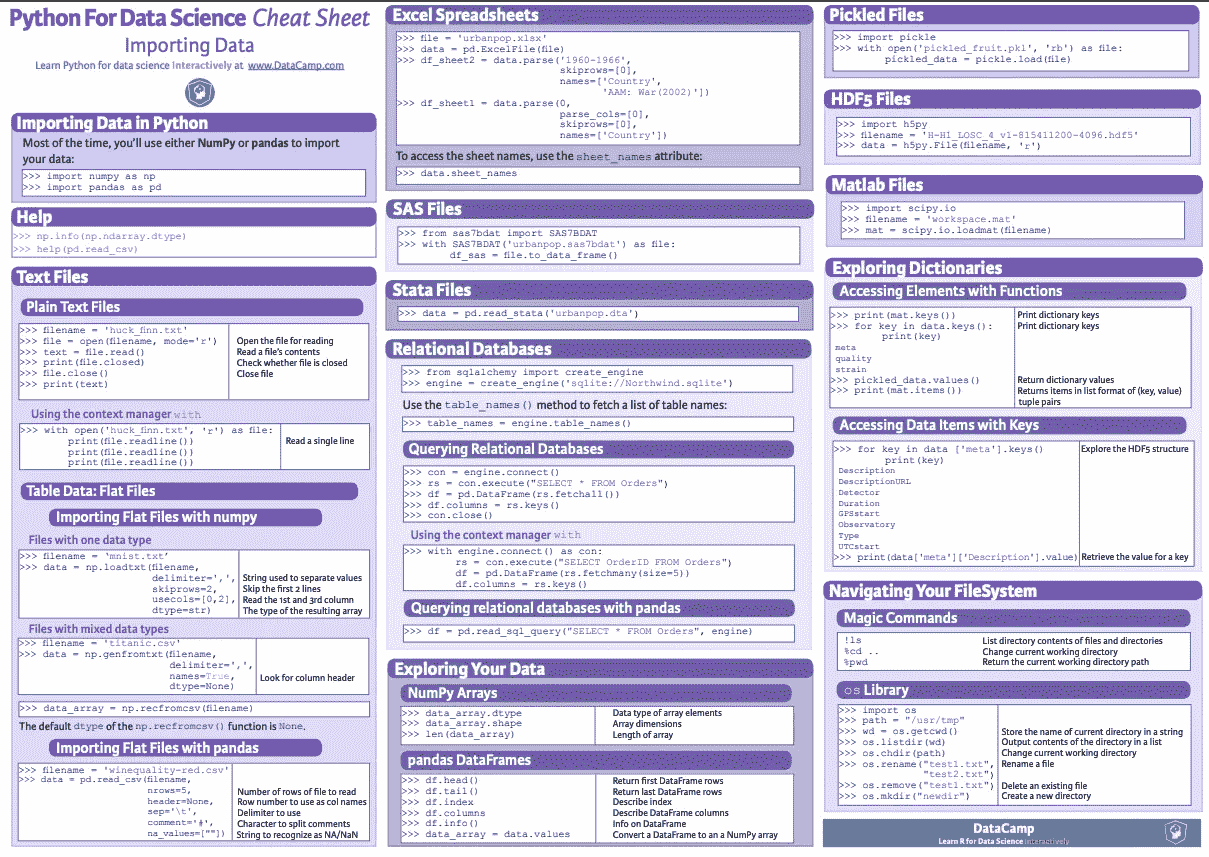 Python For Data Science Cheat Sheet
Importing Data
Learn Python for data science Interactively at www.DataCamp.com
Importing Data in Python
Most of the time, you'll use either NumPy or pandas to import
your data:
>>> import numpy as np
>>> import pandas as pd
Help
>>> np.info(np.ndarray.dtype)
>>> help(pd.read_csv)
Text Files
Plain Text Files
>>> filename = 'huck_finn.txt'
>>> file = open(filename, mode='r') Open the file for reading
>>> text = file.read() Read a file's contents
>>> print(file.closed) Check whether file is closed
>>> file.close() Close file
>>> print(text)
Using the context manager with
>>> with open('huck_finn.txt', 'r') as file:
print(file.readline()) Read a single line
print(file.readline())
print(file.readline())
Table Data: Flat Files
Importing Flat Files with numpy
Files with one data type
>>> filename = 'mnist.txt'
>>> data = np.loadtxt(filename,
delimiter=',', String used to separate values
skiprows=2, Skip the first 2 lines
usecols=[0,2], Read the 1st and 3rd column
dtype=str) The type of the resulting array
Files with mixed data types
>>> filename = 'titanic.csv'
>>> data = np.genfromtxt(filename,
delimiter=',',
names=True, Look for column header
dtype=None)
>>> data_array = np.recfromcsv(filename)
The default dtype of the np.recfromcsv() function is None.
Importing Flat Files with pandas
>>> filename = 'winequality-red.csv'
>>> data = pd.read_csv(filename,
nrows=5, Number of rows of file to read
header=None, Row number to use as col names
sep='\t', Delimiter to use
comment='#', Character to split comments
na_values=[""]) String to recognize as NA/NaN
Excel Spreadsheets
>>> file = 'urbanpop.xlsx'
>>> data = pd.ExcelFile(file)
>>> df_sheet2 = data.parse('1960-1966',
skiprows=[0],
names=['Country',
'AAM: War(2002)'])
>>> df_sheet1 = data.parse(0,
parse_cols=[0],
skiprows=[0],
names=['Country'])
To access the sheet names, use the sheet_names attribute:
>>> data.sheet_names
SAS Files
>>> from sas7bdat import SAS7BDAT
>>> with SAS7BDAT('urbanpop.sas7bdat') as file:
df_sas = file.to_data_frame()
Stata Files
>>> data = pd.read_stata('urbanpop.dta')
Relational Databases
>>> from sqlalchemy import create_engine
>>> engine = create_engine('sqlite://Northwind.sqlite')
Use the table_names() method to fetch a list of table names:
>>> table_names = engine.table_names()
Querying Relational Databases
>>> con = engine.connect()
>>> rs = con.execute("SELECT * FROM Orders")
>>> df = pd.DataFrame(rs.fetchall())
>>> df.columns = rs.keys()
>>> con.close()
Using the context manager with
>>> with engine.connect() as con:
rs = con.execute("SELECT OrderID FROM Orders")
df = pd.DataFrame(rs.fetchmany(size=5))
df.columns = rs.keys()
Querying relational databases with pandas
>>> df = pd.read_sql_query("SELECT * FROM Orders", engine)
Exploring Your Data
NumPy Arrays
>>> data_array.dtype Data type of array elements
>>> data_array.shape Array dimensions
>>> len(data_array) Length of array
pandas DataFrames
>>> df.head() Return first DataFrame rows
>>> df.tail() Return last DataFrame rows
>>> df.index Describe index
>>> df.columns Describe DataFrame columns
>>> df.info() Info on DataFrame
>>> data_array = data.values Convert a DataFrame to an a NumPy array
Pickled Files
>>> import pickle
>>> with open('pickled_fruit.pkl', 'rb') as file:
pickled_data = pickle.load(file)
HDF5 Files
>>> import h5py
>>> filename = 'H-H1_LOSC_4_v1-815411200-4096.hdf5'
>>> data = h5py.File(filename, 'r')
Matlab Files
>>> import scipy.io
>>> filename = 'workspace.mat'
>>> mat = scipy.io.loadmat(filename)
Exploring Dictionaries
Accessing Elements with Functions
>>> print(mat.keys()) Print dictionary keys
>>> for key in data.keys(): Print dictionary keys
print(key)
meta
quality
strain
>>> pickled_data.values() Return dictionary values
>>> print(mat.items()) Returns items in list format of (key, value)
tuple pairs
Accessing Data Items with Keys
>>> for key in data ['meta'].keys() Explore the HDF5 structure
print(key)
Description
DescriptionURL
Detector
Duration
GPSstart
Observatory
Type
UTCstart
>>> print(data['meta']['Description'].value) Retrieve the value for a key
Navigating Your FileSystem
Magic Commands
!ls List directory contents of files and directories
%cd .. Change current working directory
%pwd Return the current working directory path
os Library
>>> import os
>>> path = "/usr/tmp"
>>> wd = os.getcwd() Store the name of current directory in a string
>>> os.listdir(wd) Output contents of the directory in a list
>>> os.chdir(path) Change current working directory
>>> os.rename("test1.txt", Rename a file
"test2.txt")
>>> os.remove("test1.txt") Delete an existing file
>>> os.mkdir("newdir") Create a new directory
DataCamp
Learn R for Data Science Interactively